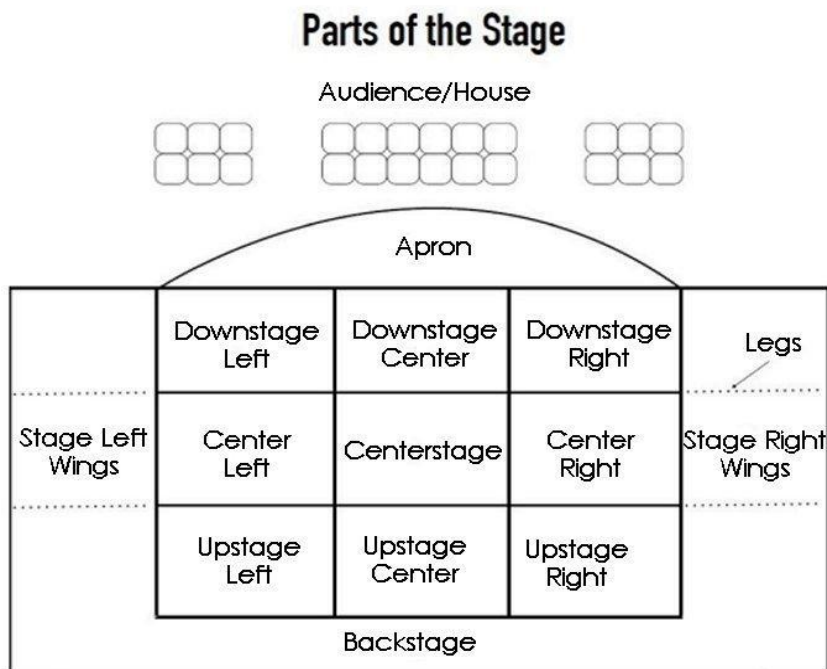 Parts of the Stage
Audience/House
Apron
Downstage
Left
Downstage
Center
Downstage
Right
Legs
Stage Left
Wings
Center
Left
Centerstage
Center
Right
Stage Right
Wings
Upstage
Left
Upstage
Center
Upstage
Right
Backstage